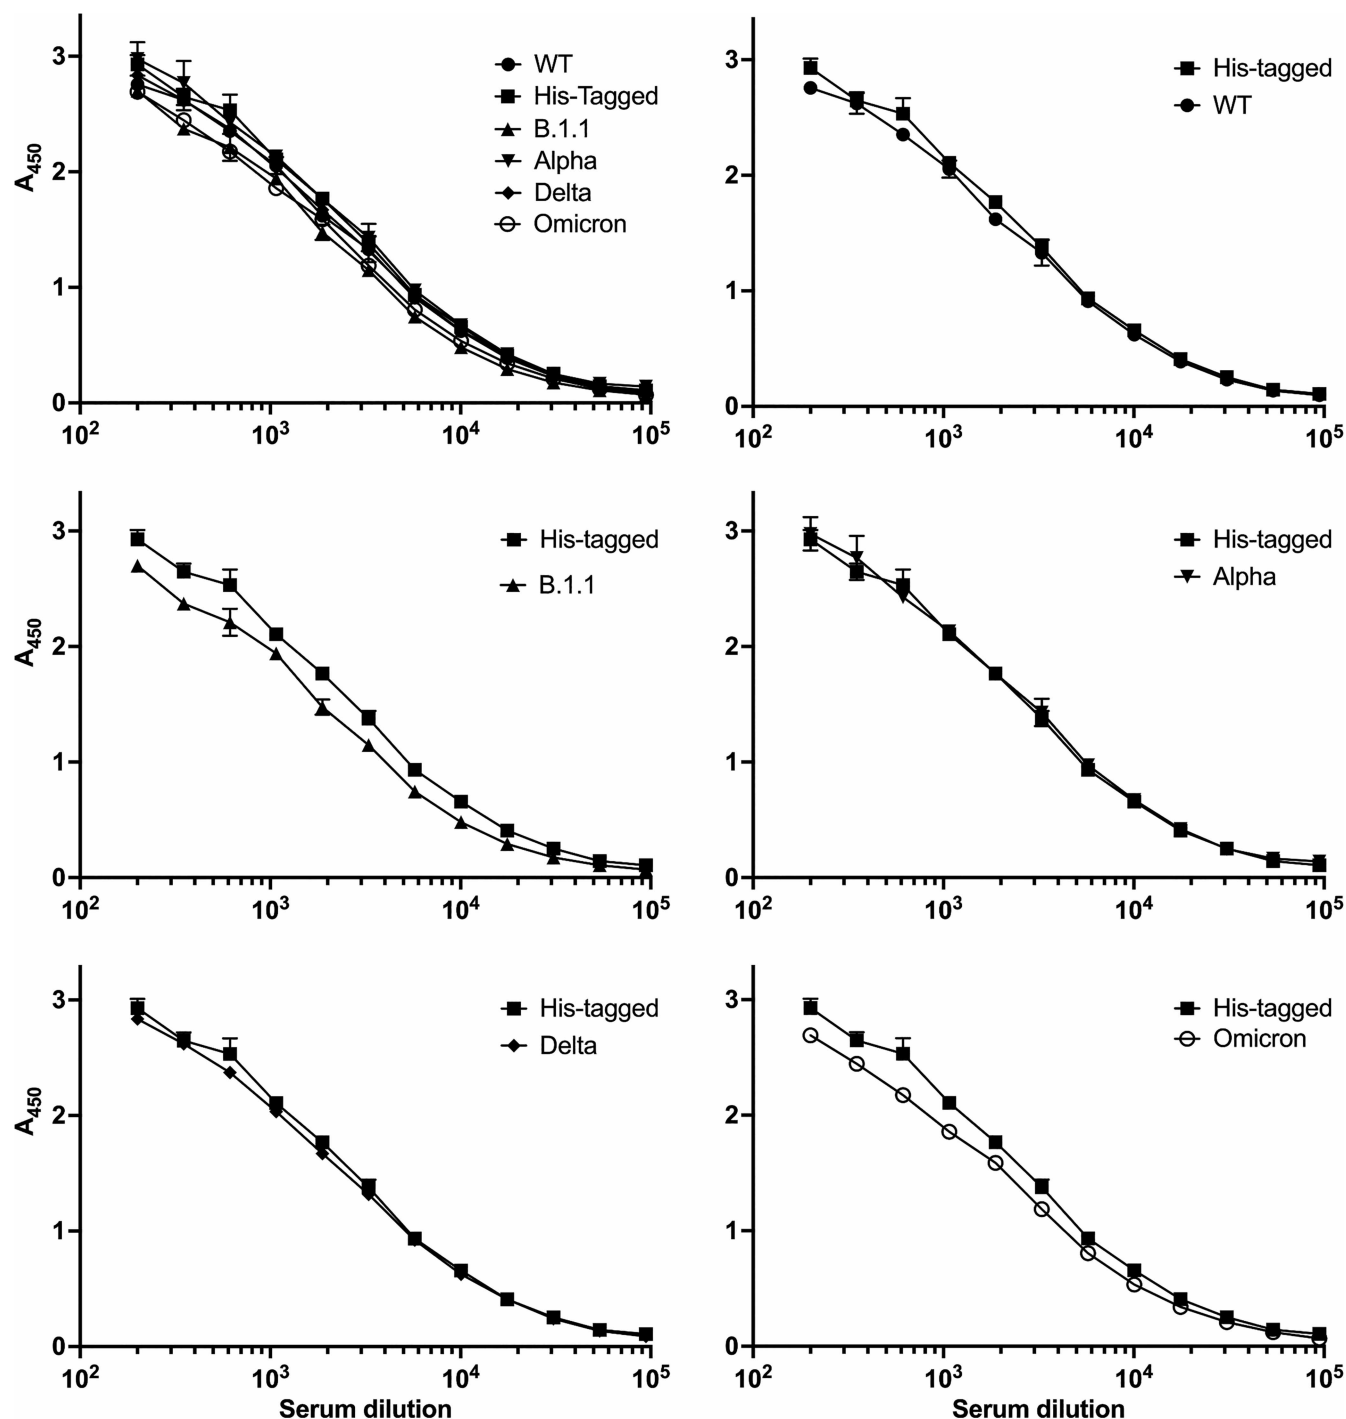 3
2
1
0
A450
10² 10³ 10⁴ 10⁵
WT
His-Tagged
B.1.1
Alpha
Delta
Omicron
3
2
1
0
10² 10³ 10⁴ 10⁵
His-tagged
WT
3
2
1
0
A450
10² 10³ 10⁴ 10⁵
His-tagged
B.1.1
3
2
1
0
10² 10³ 10⁴ 10⁵
His-tagged
Alpha
3
2
1
0
A450
10² 10³ 10⁴ 10⁵
Serum dilution
His-tagged
Delta
3
2
1
0
10² 10³ 10⁴ 10⁵
Serum dilution
His-tagged
Omicron